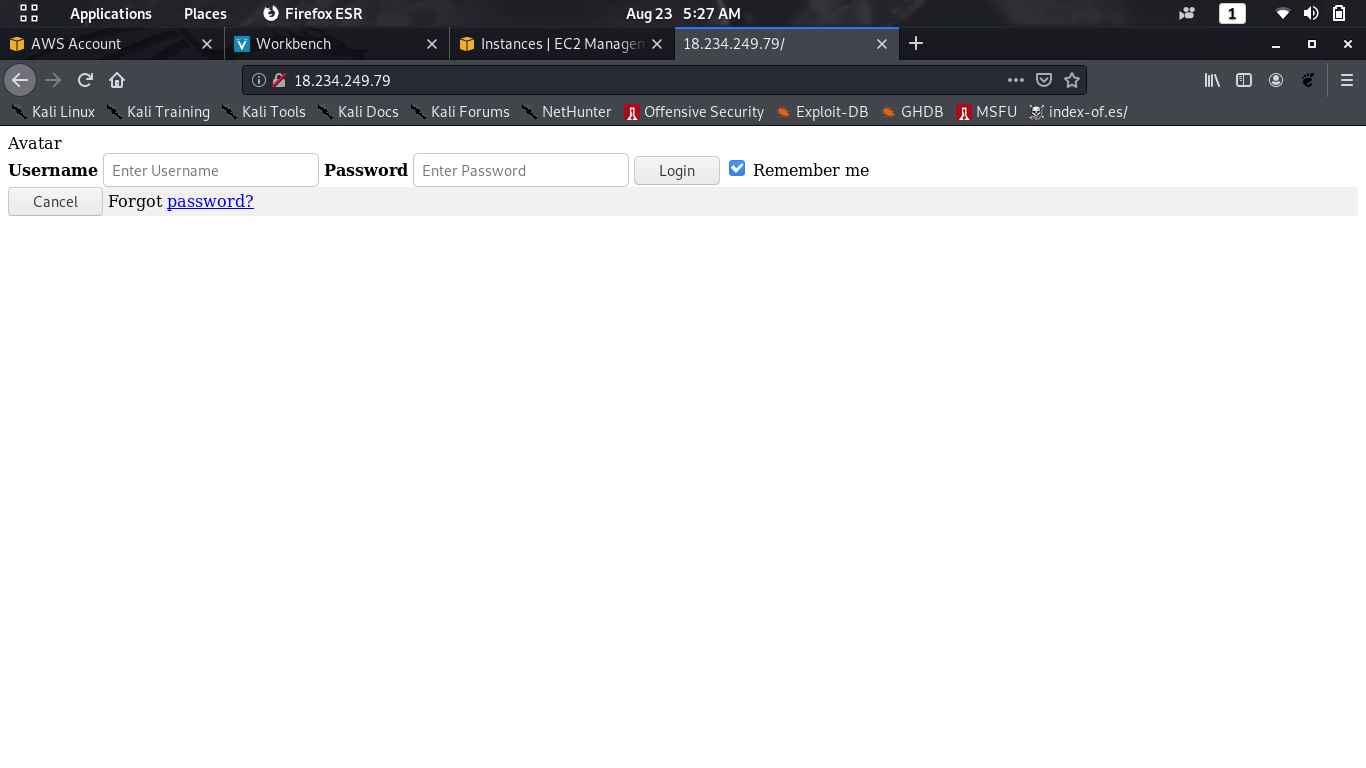 Applications Places Firefox ESR Aug 23 5:27 AM 1
AWS Account Workbench Instances | EC2 Managen 18.234.249.79/
18.234.249.79
Kali Linux Kali Training Kali Tools Kali Docs Kali Forums NetHunter Offensive Security Exploit-DB GHDB MSFU index-of.es/
Avatar
Username Enter Username Password Enter Password Login Remember me
Cancel Forgot password?